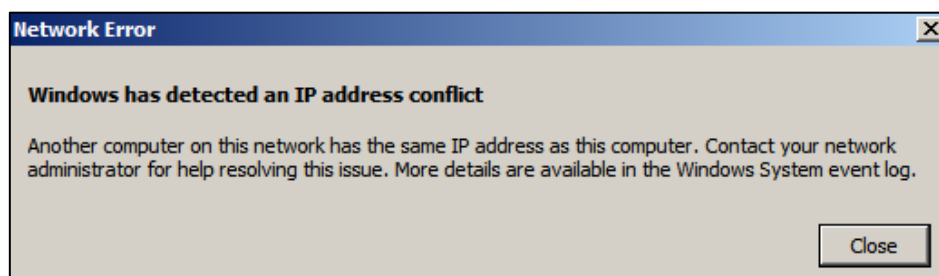 Network Error
Windows has detected an IP address conflict
Another computer on this network has the same IP address as this computer. Contact your network
administrator for help resolving this issue. More details are available in the Windows System event log.
Close